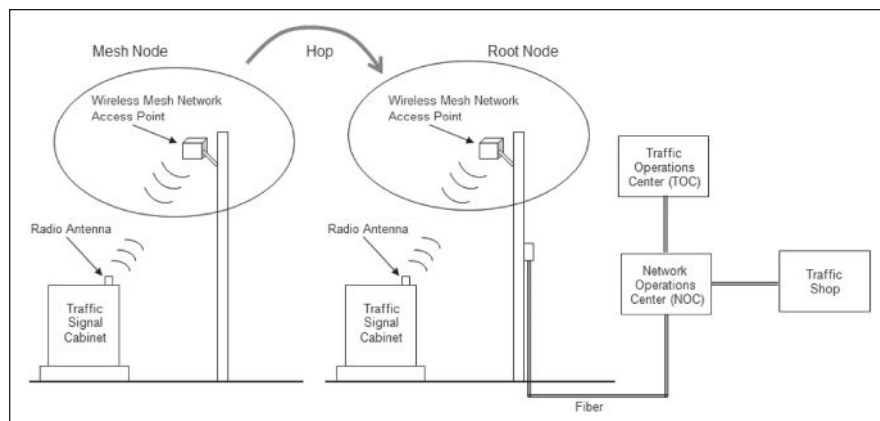 Mesh Node
Hop
Root Node
Wireless Mesh Network
Access Point
Wireless Mesh Network
Access Point
Traffic
Operations
Center (TOC)
Radio Antenna
Radio Antenna
Traffic
Signal
Cabinet
Traffic
Signal
Cabinet
Network
Operations
Center (NOC)
Traffic
Shop
Fiber